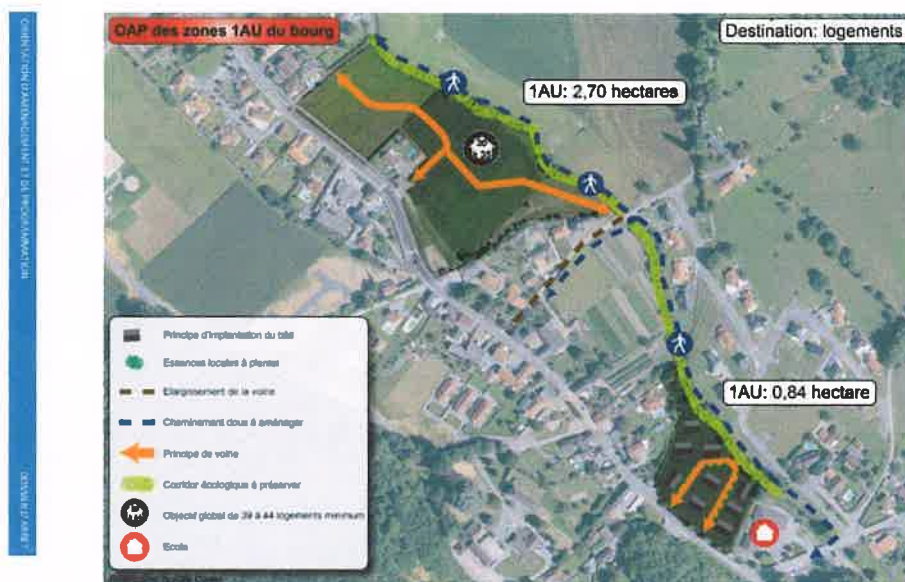 ORIENTATION D'AMENAGEMENT ET DE PROGRAMMATION
DOSSIER D'ARRET
OAP des zones 1AU du bourg
Destination: logements
1AU: 2,70 hectares
1AU: 0,84 hectare
Principe d'implantation du bâti
Essences locales à planter
Elargissement de la voirie
Cheminement doux à aménager
Principe de voirie
Corridor écologique à préserver
Objectif global de 39 à 44 logements minimum
Ecole